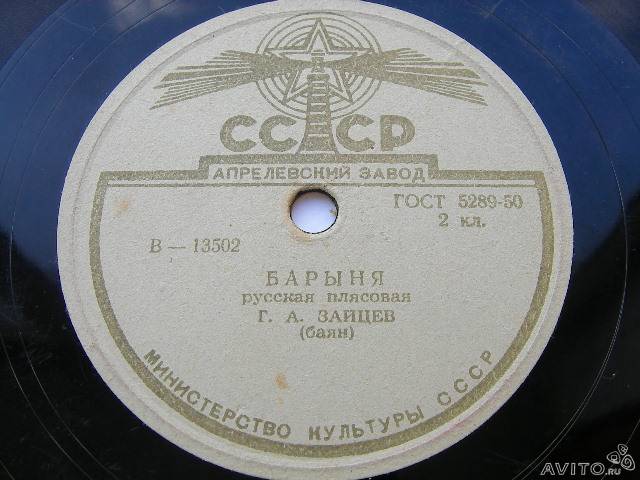 СССР
АПРЕЛЕВСКИЙ ЗАВОД
ГОСТ 5289-50
2 кл.
В — 13502
БАРЫНЯ
русская плясовая
Г. А. ЗАЙЦЕВ
(баян)
МИНИСТЕРСТВО КУЛЬТУРЫ СССР
AVITO.ru